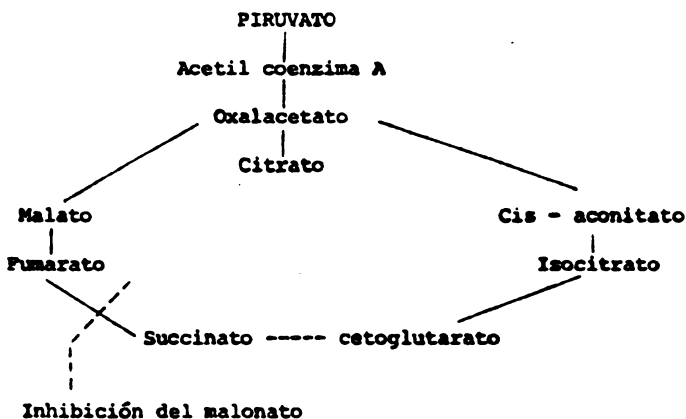 PIRUVATO
Acetil coenzima A
Oxalacetato
Citrato
Malato
Cis - aconitato
Fumarato
Isocitrato
Succinato ----- cetoglutarato
Inhibición del malonato